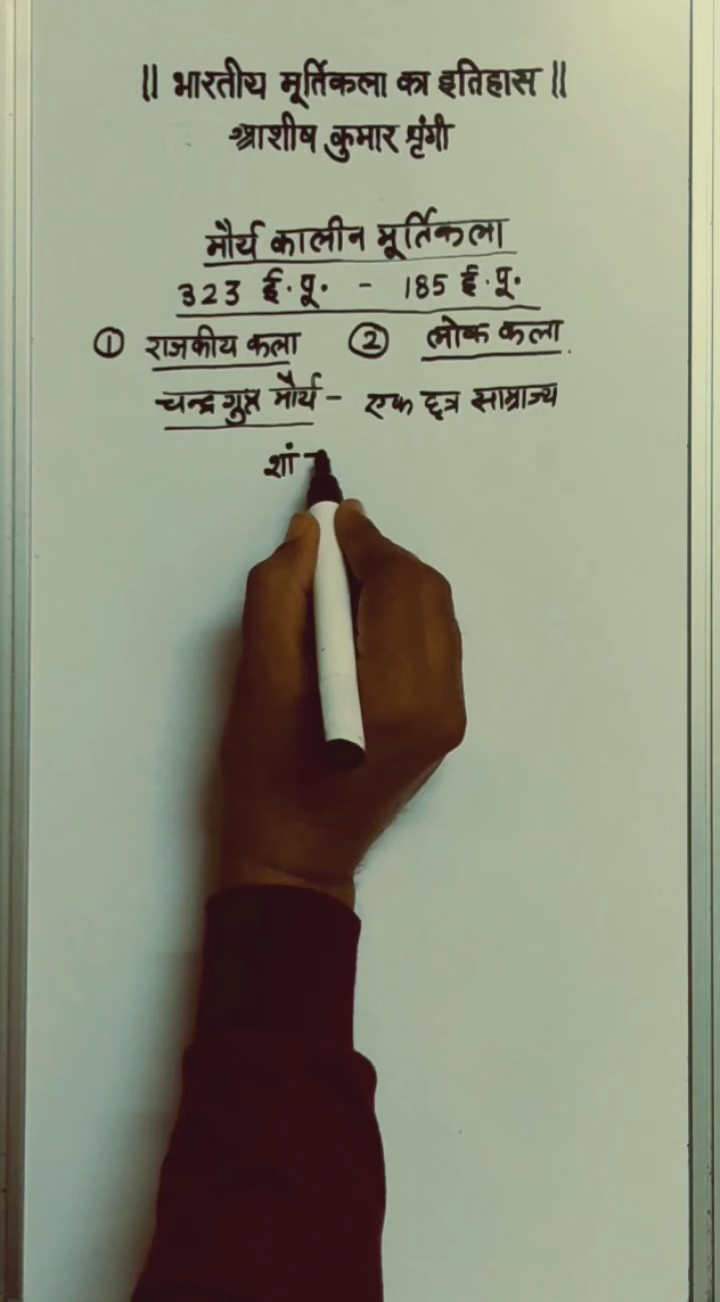 ॥ भारतीय मूर्तिकला का इतिहास ॥
आशीष कुमार श्रृंगी
मौर्य कालीन मूर्तिकला
323 ई.पू. - 185 ई.पू.
① राजकीय कला ② लोक कला
चन्द्रगुप्त मौर्य - एक छत्र साम्राज्य
शां